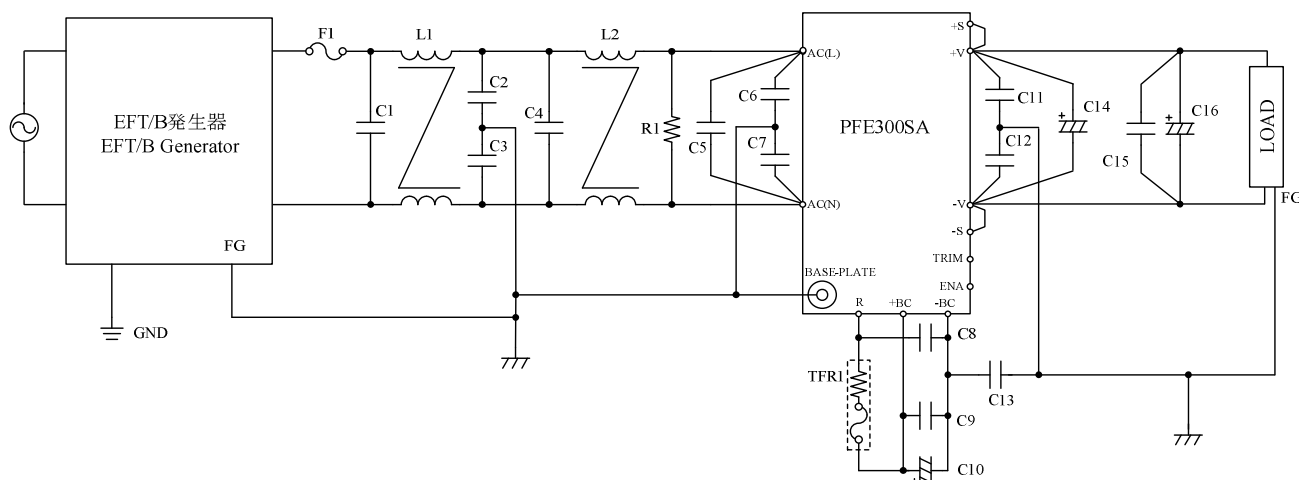 EFT/B発生器
EFT/B Generator
FG
GND
F1
L1
C1
C2
C3
C4
L2
R1
C5
C6
C7
AC(L)
AC(N)
PFE300SA
BASE-PLATE
R
+BC
-BC
+S
+V
-V
-S
TRIM
ENA
C11
C12
C14
+
C15
C16
+
LOAD
FG
TFR1
C8
C13
C9
C10
+